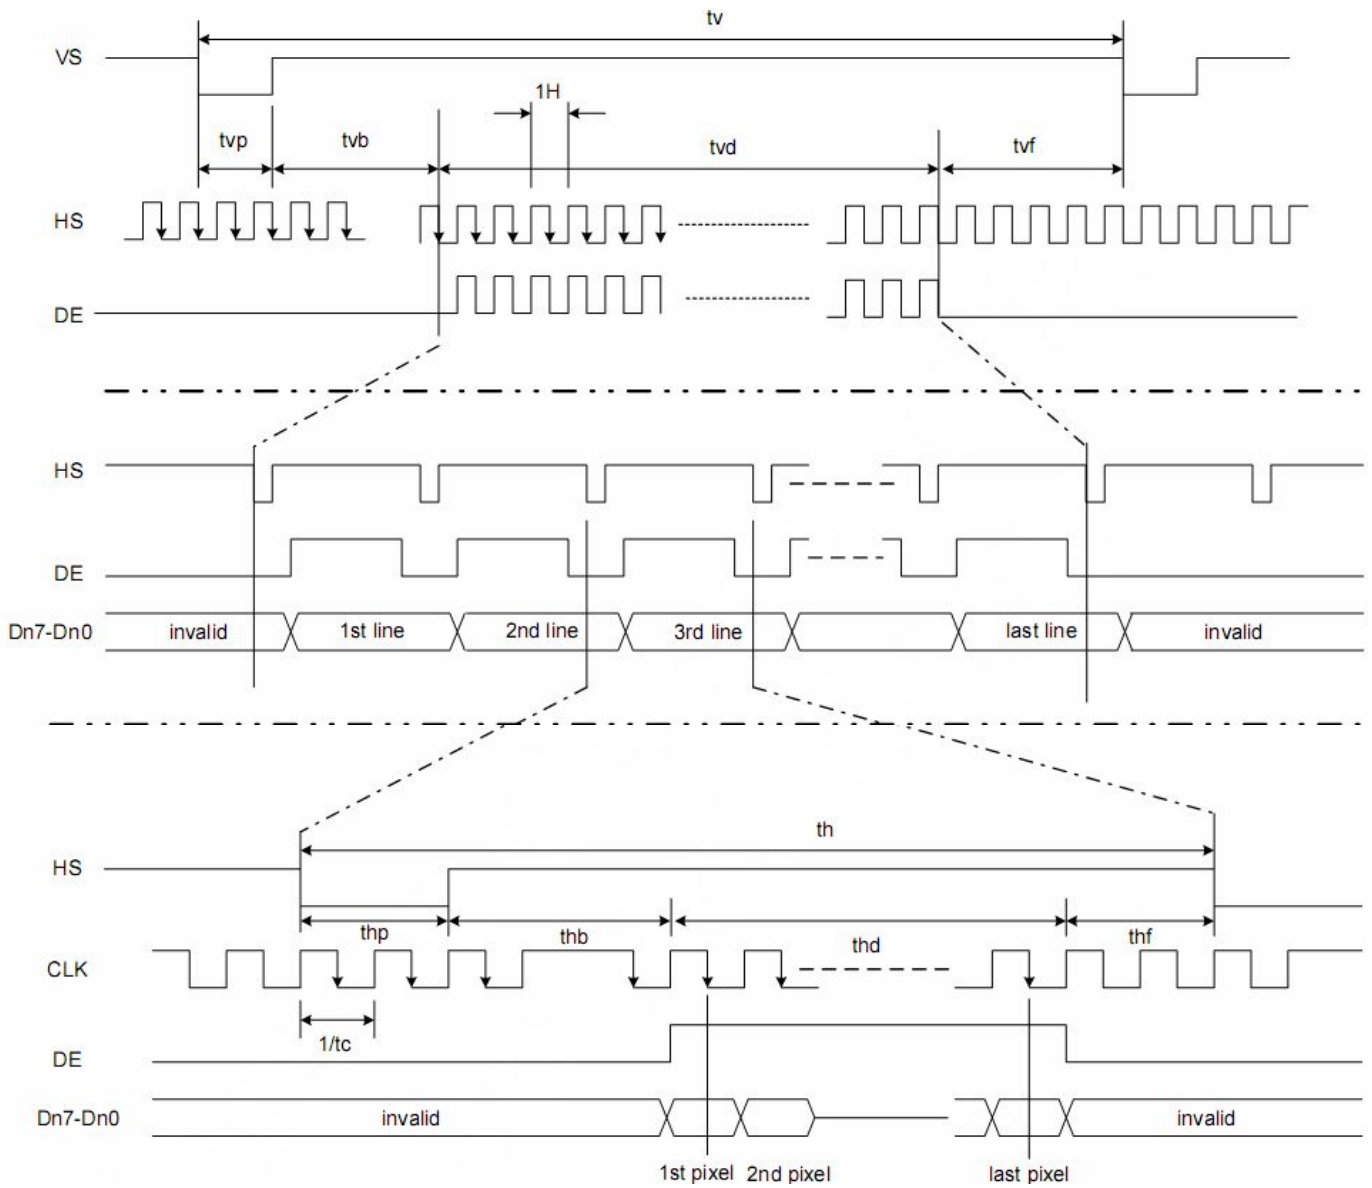 tv
VS
1H
tvp
tvb
tvd
tvf
HS
DE
HS
DE
Dn7-Dn0
invalid
1st line
2nd line
3rd line
last line
invalid
th
HS
thp
thb
thd
thf
CLK
1/tc
DE
Dn7-Dn0
invalid
invalid
1st pixel
2nd pixel
last pixel